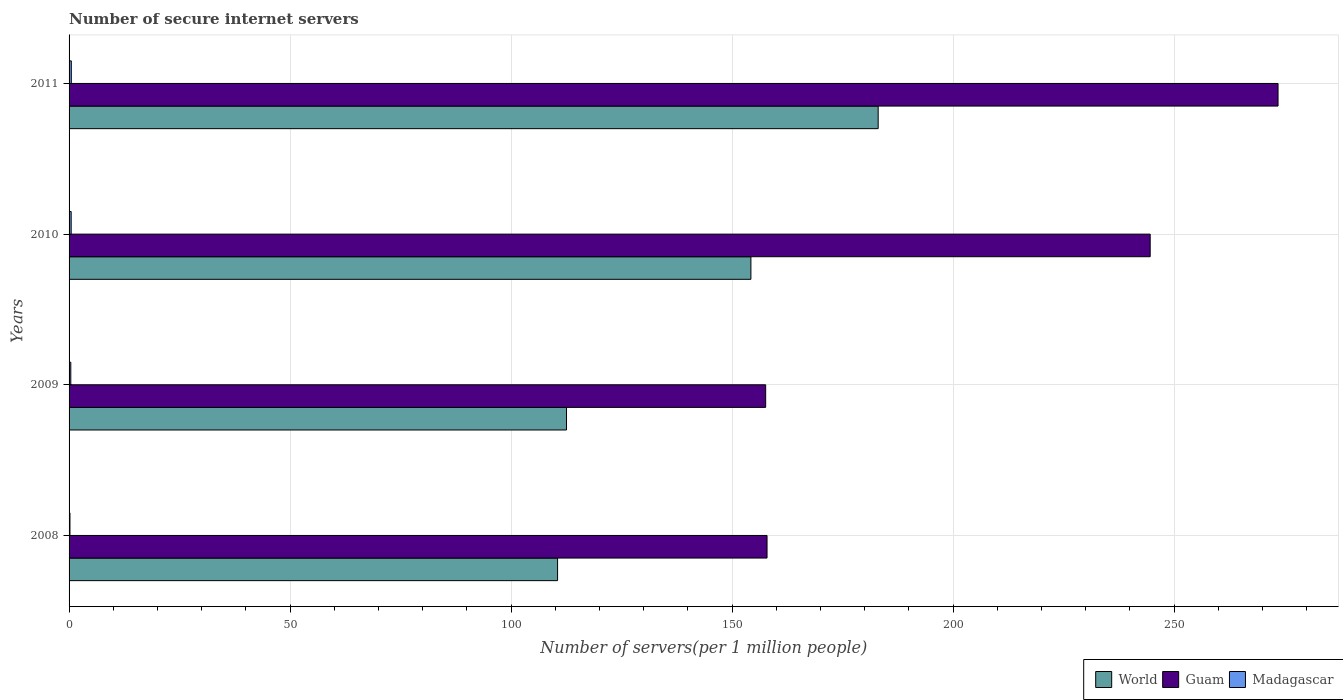 Number of secure internet servers
2011
2010
2009
2008
Years
0
50
100
150
200
250
Number of servers(per 1 million people)
World
Guam
Madagascar